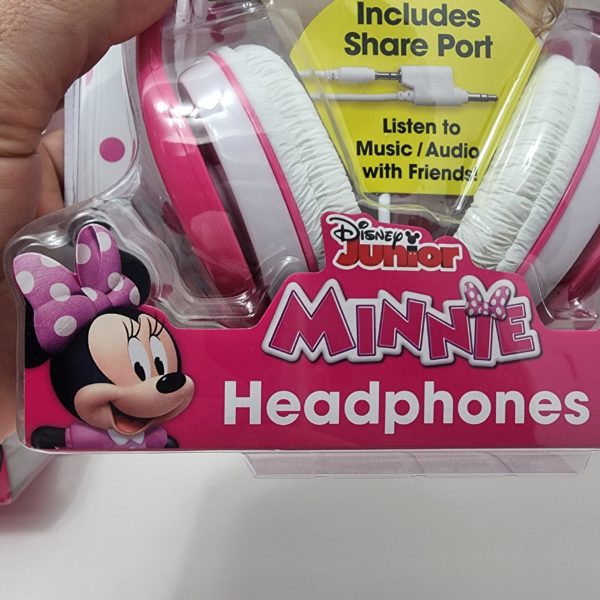 Includes
Share Port
Listen to
Music / Audio
with Friends!
Disney
Junior
MINNIE
Headphones